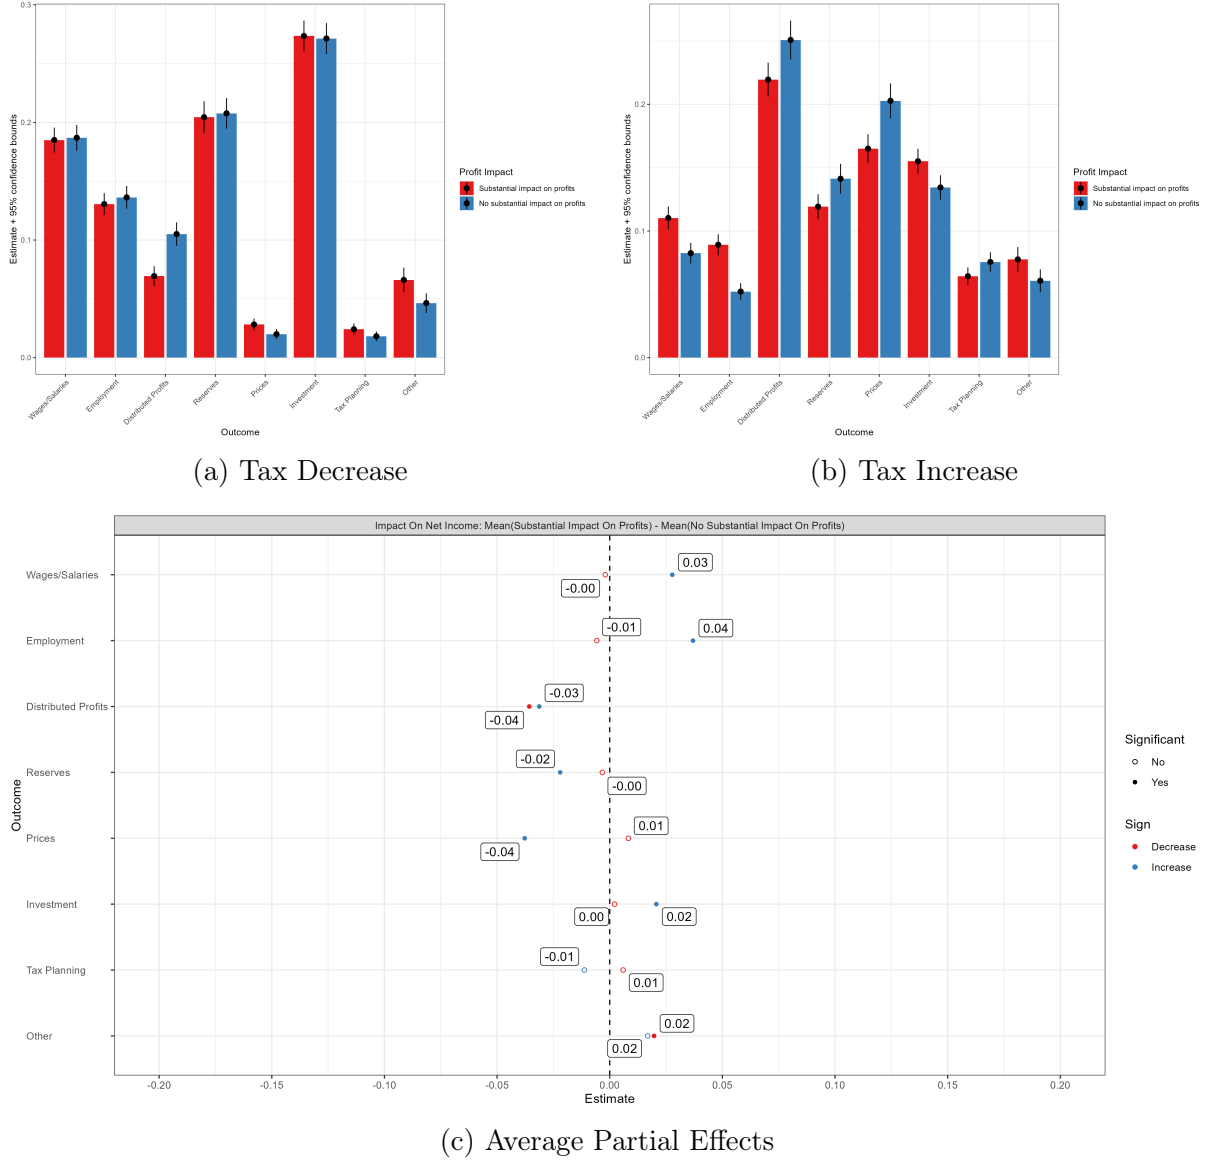 0.3
0.2
0.1
0.0
Estimate + 95% confidence bounds
Wages/Salaries
Employment
Distributed Profits
Reserves
Prices
Investment
Tax Planning
Other
Outcome
Profit Impact
Substantial impact on profits
No substantial impact on profits
(a) Tax Decrease
0.2
0.1
0.0
Estimate + 95% confidence bounds
Wages/Salaries
Employment
Distributed Profits
Reserves
Prices
Investment
Tax Planning
Other
Outcome
Profit Impact
Substantial impact on profits
No substantial impact on profits
(b) Tax Increase
Impact On Net Income: Mean(Substantial Impact On Profits) - Mean(No Substantial Impact On Profits)
Outcome
Wages/Salaries
-0.00
0.03
Employment
-0.01
0.04
Distributed Profits
-0.04
-0.03
Reserves
-0.02
-0.00
Prices
-0.04
0.01
Investment
0.00
0.02
Tax Planning
-0.01
0.01
Other
0.02
0.02
-0.20
-0.15
-0.10
-0.05
0.00
0.05
0.10
0.15
0.20
Estimate
Significant
No
Yes
Sign
Decrease
Increase
(c) Average Partial Effects